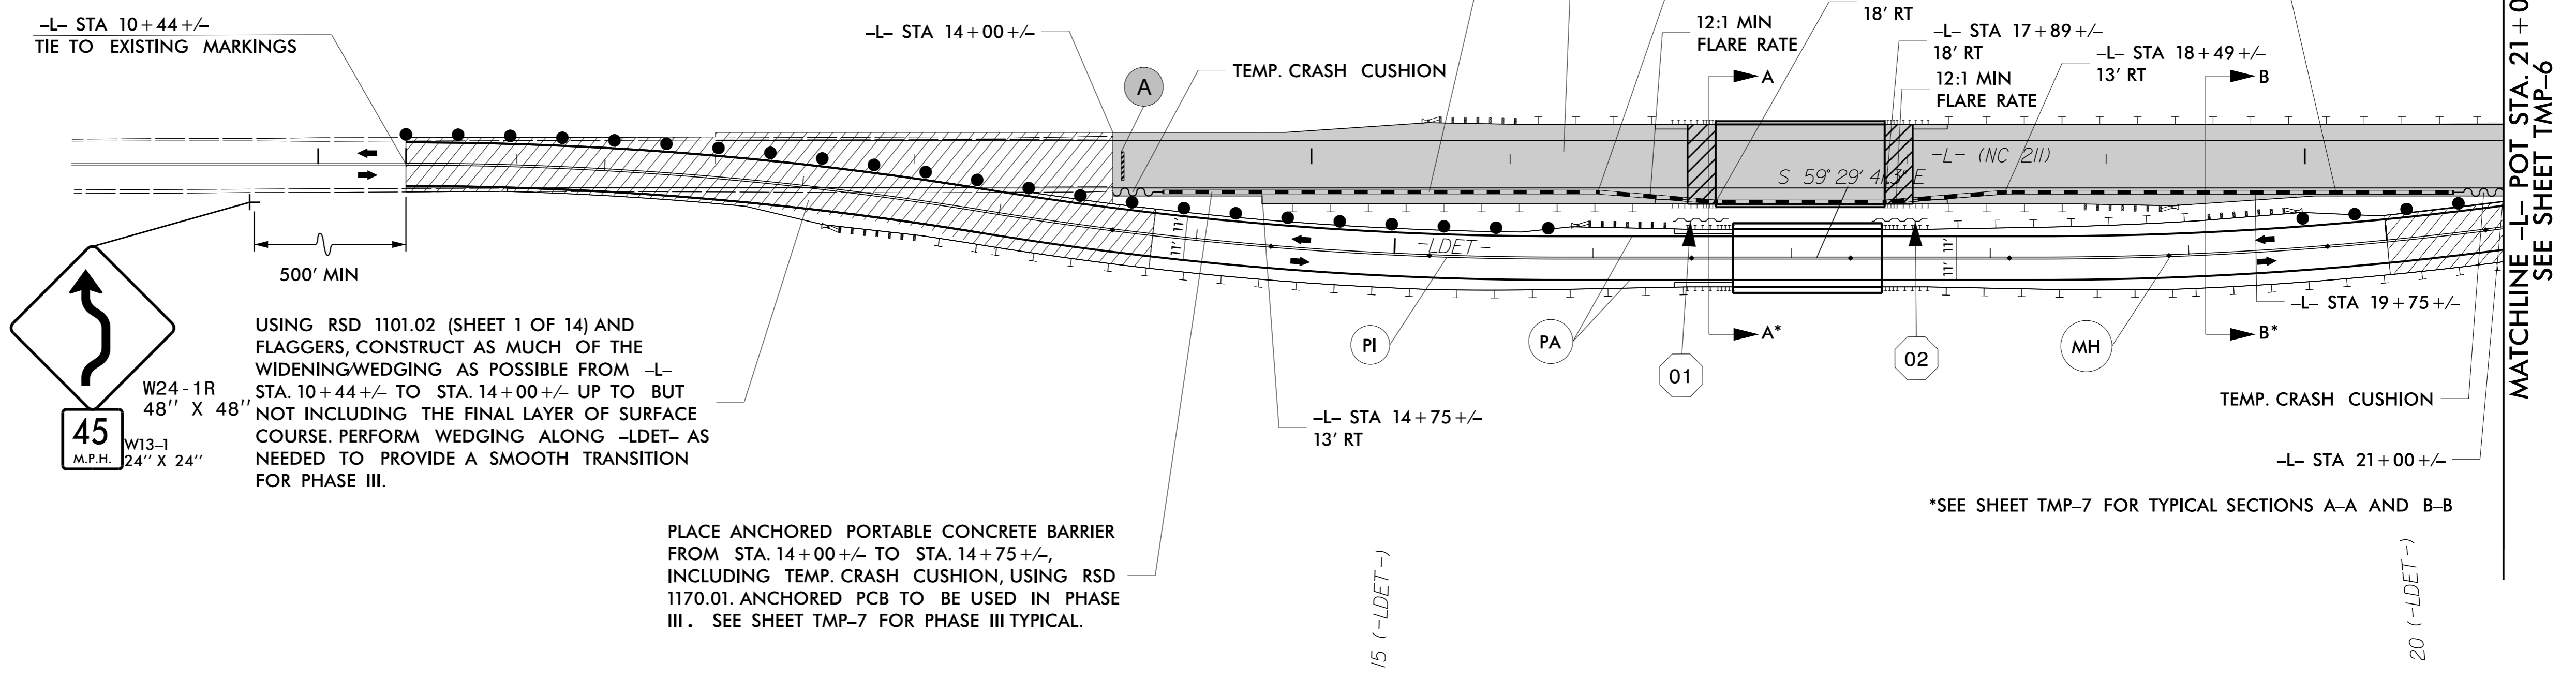 –L– STA 10+44+/–
TIE TO EXISTING MARKINGS
–L– STA 14+00+/–
TEMP. CRASH CUSHION
A
12:1 MIN
FLARE RATE
18' RT
–L– STA 17+89+/–
18' RT
12:1 MIN
FLARE RATE
–L– STA 18+49+/–
13' RT
A
B
–L– (NC 211)
11' 11'
–LDET–
11' 11'
500' MIN
–L– STA 19+75+/–
A*
B*
PI
PA
01
02
MH
W24-1R
48'' X 48''
45
M.P.H.
W13–1
24'' X 24''
USING RSD 1101.02 (SHEET 1 OF 14) AND
FLAGGERS, CONSTRUCT AS MUCH OF THE
WIDENING/WEDGING AS POSSIBLE FROM –L–
STA. 10+44+/– TO STA. 14+00+/– UP TO BUT
NOT INCLUDING THE FINAL LAYER OF SURFACE
COURSE. PERFORM WEDGING ALONG –LDET– AS
NEEDED TO PROVIDE A SMOOTH TRANSITION
FOR PHASE III.
–L– STA 14+75+/–
13' RT
TEMP. CRASH CUSHION
–L– STA 21+00+/–
*SEE SHEET TMP–7 FOR TYPICAL SECTIONS A–A AND B–B
PLACE ANCHORED PORTABLE CONCRETE BARRIER
FROM STA. 14+00+/– TO STA. 14+75+/–,
INCLUDING TEMP. CRASH CUSHION, USING RSD
1170.01. ANCHORED PCB TO BE USED IN PHASE
III. SEE SHEET TMP–7 FOR PHASE III TYPICAL.
15 (–LDET–)
20 (–LDET–)
MATCHLINE –L– POT STA. 21+0
SEE SHEET TMP–6